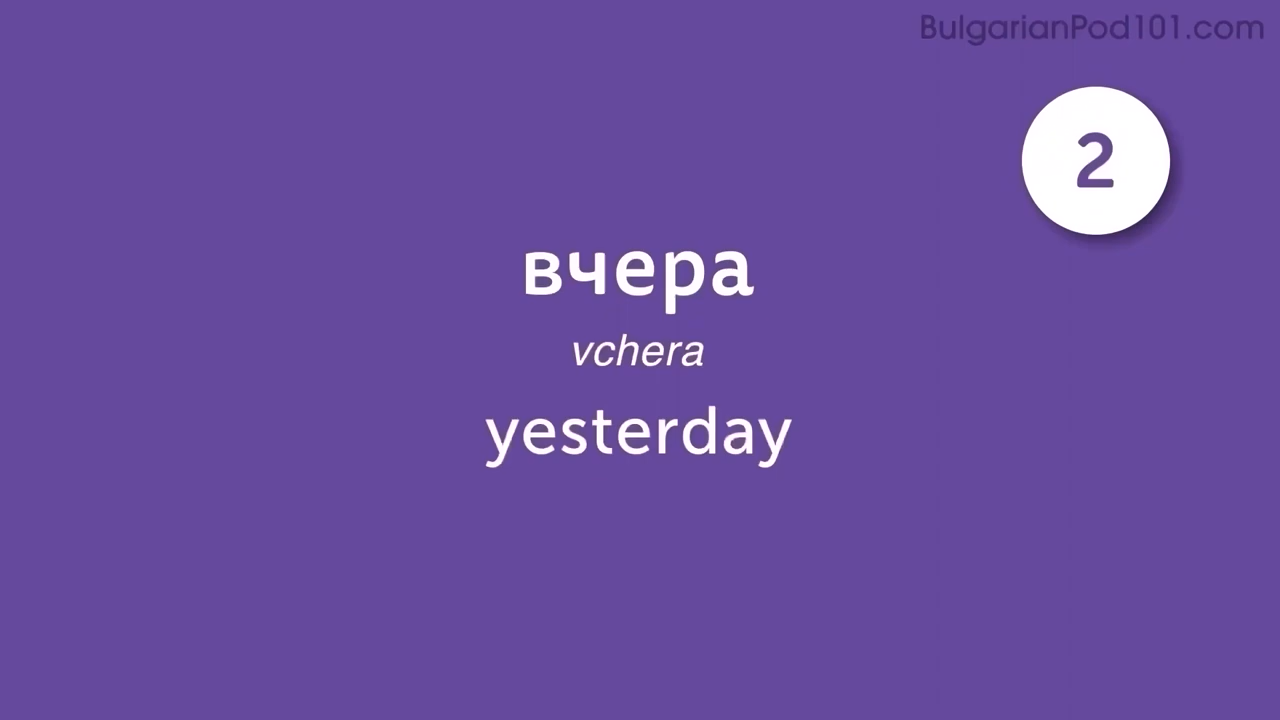 BulgarianPod101.com
2
вчера
vchera
yesterday